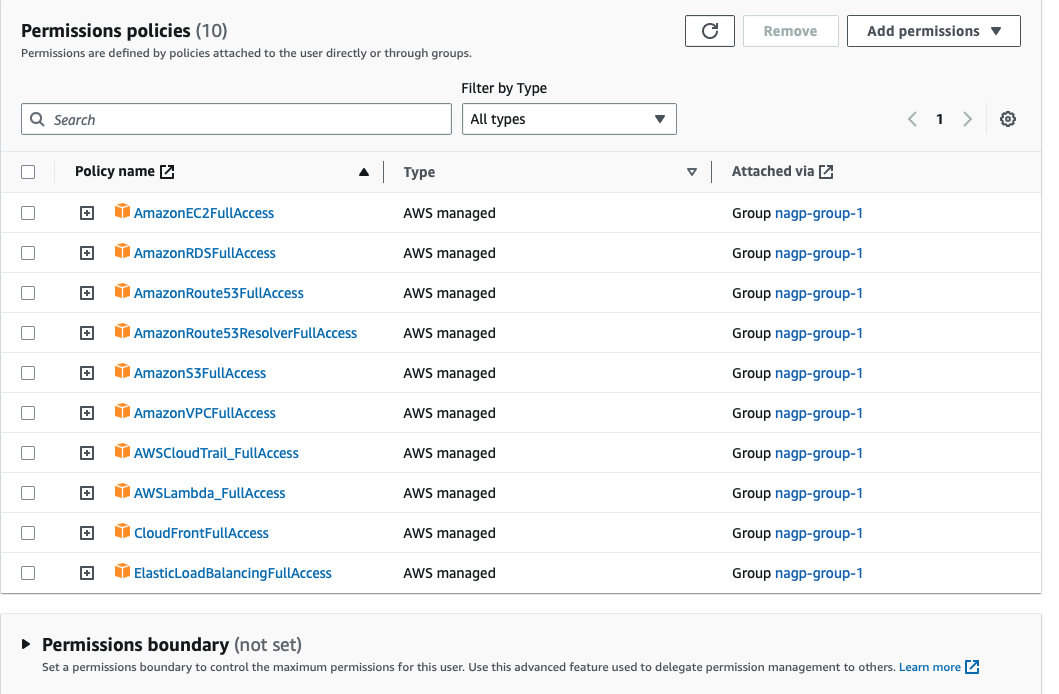 Permissions policies (10)
Remove
Add permissions
Permissions are defined by policies attached to the user directly or through groups.
Filter by Type
Search
All types
1
Policy name
Type
Attached via
AmazonEC2FullAccess AWS managed Group nagp-group-1
AmazonRDSFullAccess AWS managed Group nagp-group-1
AmazonRoute53FullAccess AWS managed Group nagp-group-1
AmazonRoute53ResolverFullAccess AWS managed Group nagp-group-1
AmazonS3FullAccess AWS managed Group nagp-group-1
AmazonVPCFullAccess AWS managed Group nagp-group-1
AWSCloudTrail_FullAccess AWS managed Group nagp-group-1
AWSLambda_FullAccess AWS managed Group nagp-group-1
CloudFrontFullAccess AWS managed Group nagp-group-1
ElasticLoadBalancingFullAccess AWS managed Group nagp-group-1
Permissions boundary (not set)
Set a permissions boundary to control the maximum permissions for this user. Use this advanced feature used to delegate permission management to others. Learn more